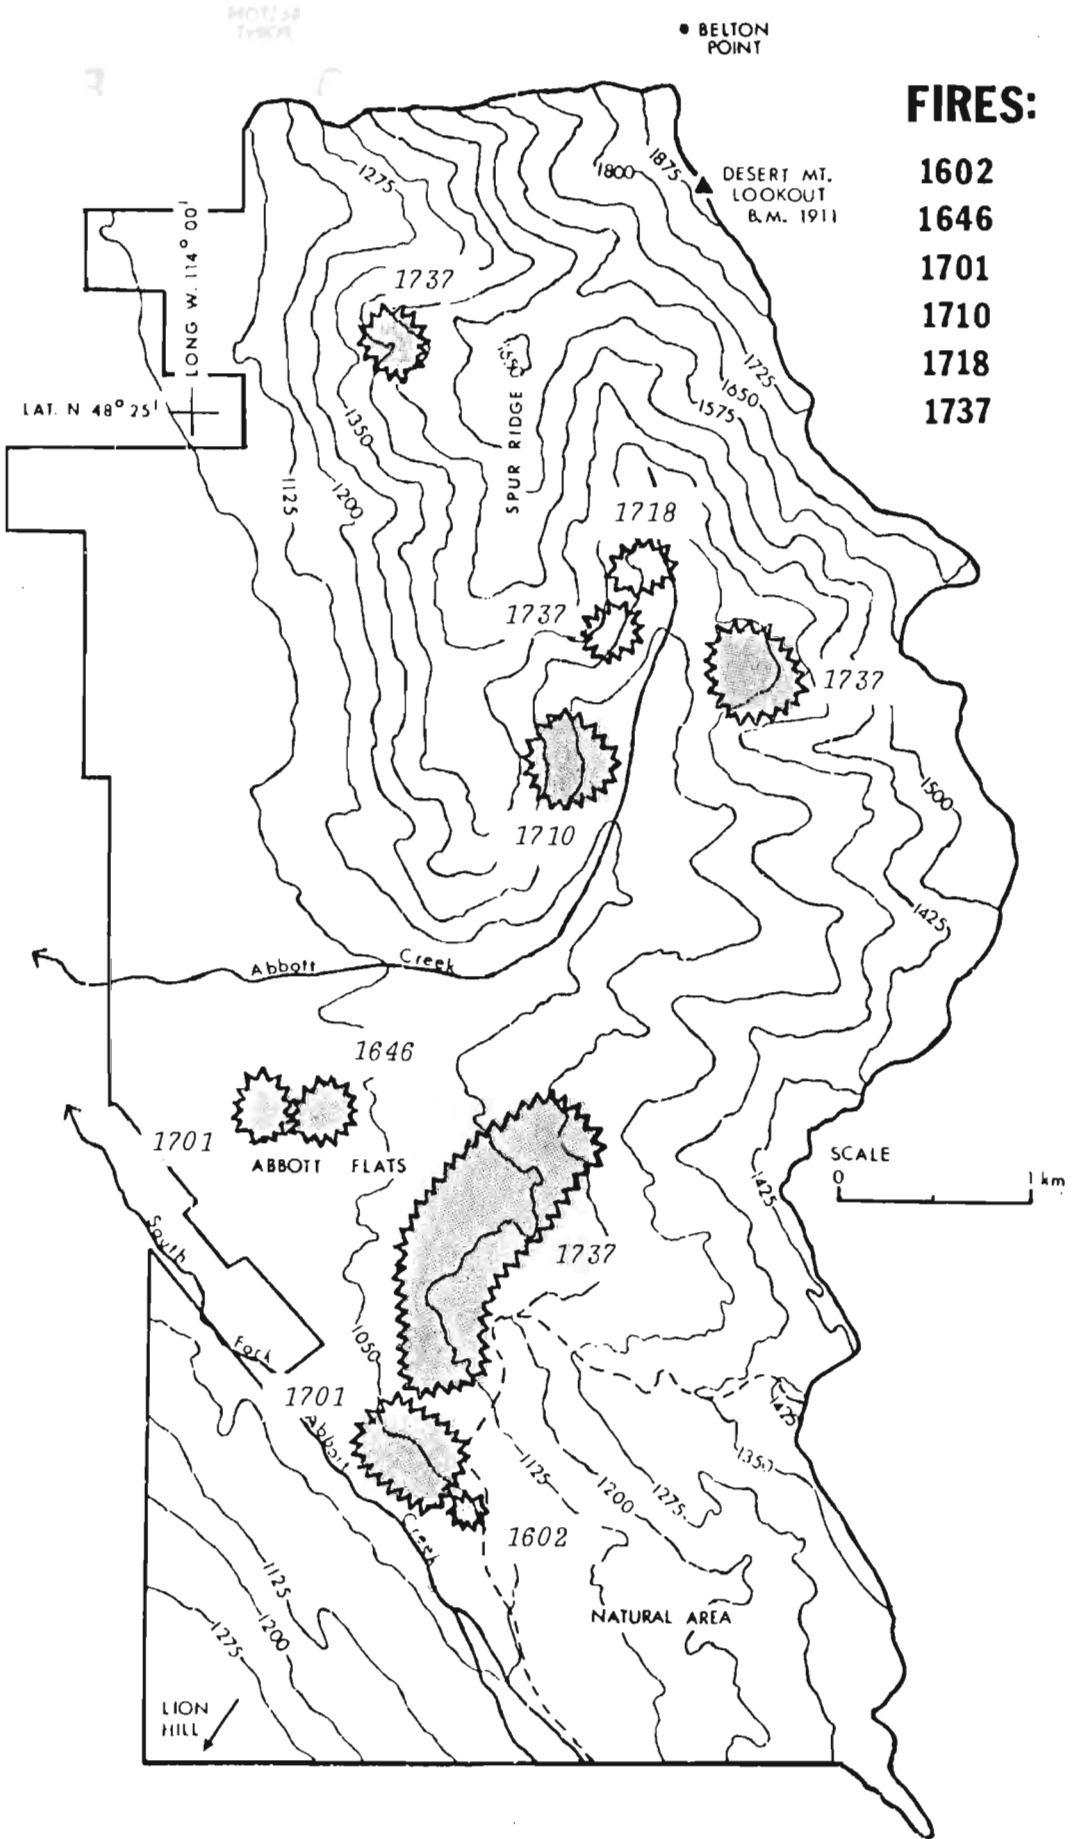 BELTON
POINT
FIRES:
1602
1646
1701
1710
1718
1737
DESERT MT.
LOOKOUT
B.M. 1911
1875
1800
1275
LONG W. 114° 00'
1737
LAT. N 48° 25'
1350
1725
1650
1575
SPUR RIDGE
1125
1200
1718
1737
1737
1500
1710
1425
Abbott Creek
1646
1701
ABBOTT FLATS
SCALE
0 1 km
1425
South
Fork
Abbott
Creek
1737
1050
1701
1425
1350
1125
1200
1275
1602
NATURAL AREA
1125
1200
1275
LION
HILL